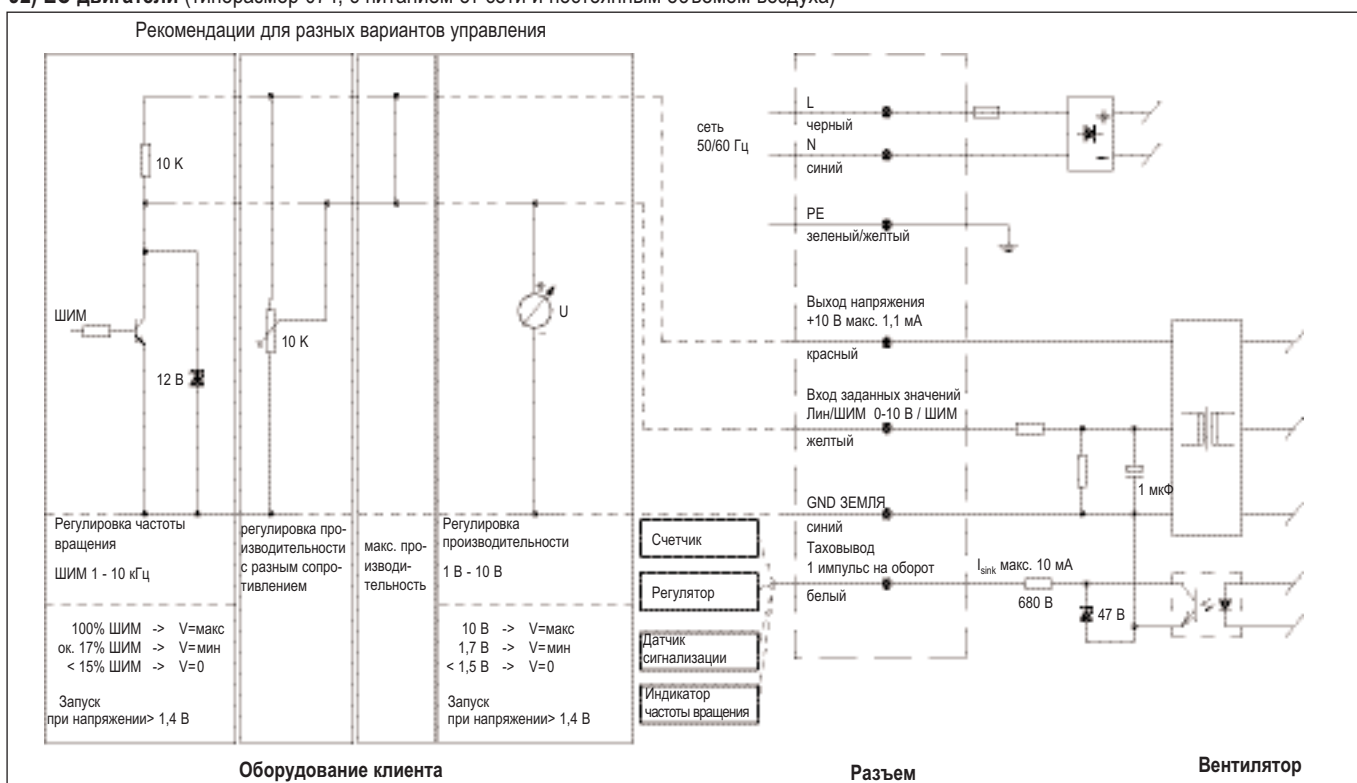 ЕС-двигатели
Рекомендации для разных вариантов управления
10 K
ШИМ
12 В
10 K
U
сеть
50/60 Гц
L
черный
N
синий
PE
зеленый/желтый
Выход напряжения
+10 В макс. 1,1 мА
красный
Вход заданных значений
Лин/ШИМ 0-10 В / ШИМ
желтый
1 мкФ
GND ЗЕМЛЯ
синий
Таховывод
1 импульс на оборот
белый
I sink макс. 10 мА
680 В
47 В
Регулировка частоты
вращения
ШИМ 1 - 10 кГц
регулировка про-
изводительности
с разным сопро-
тивлением
макс. про-
изводи-
тельность
Регулировка
производительности
1 В - 10 В
Счетчик
Регулятор
Датчик
сигнализации
Индикатор
частоты вращения
100% ШИМ -> V=макс
ок. 17% ШИМ -> V=мин
< 15% ШИМ -> V=0
Запуск
при напряжении> 1,4 В
10 В -> V=макс
1,7 В -> V=мин
< 1,5 В -> V=0
Запуск
при напряжении> 1,4 В
Оборудование клиента
Разъем
Вентилятор